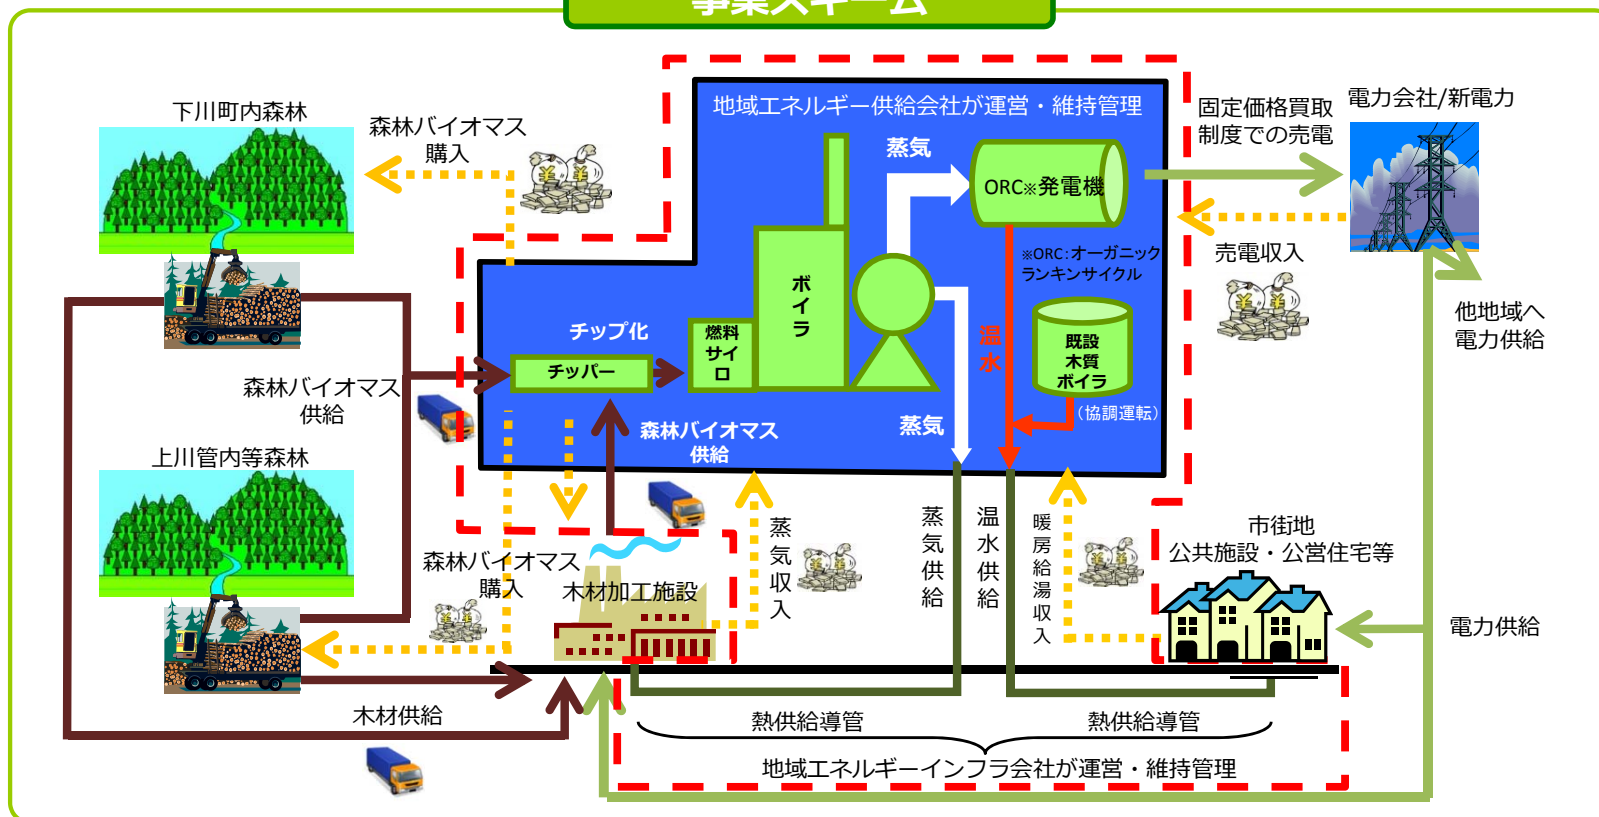 事業スキーム
地域エネルギー供給会社が運営・維持管理
下川町内森林
森林バイオマス
購入
蒸気
ORC※発電機
固定価格買取
制度での売電
電力会社/新電力
※ORC:オーガニック
ランキンサイクル
売電収入
他地域へ
電力供給
ボイラ
チップ化
燃料
サイ
ロ
チッパー
温水
既設
木質
ボイラ
(協調運転)
森林バイオマス
供給
蒸気
森林バイオマス
供給
上川管内等森林
森林バイオマス
購入
木材加工施設
蒸気収入
蒸気供給
温水供給
暖房給湯収入
市街地
公共施設・公営住宅等
電力供給
木材供給
熱供給導管
熱供給導管
地域エネルギーインフラ会社が運営・維持管理